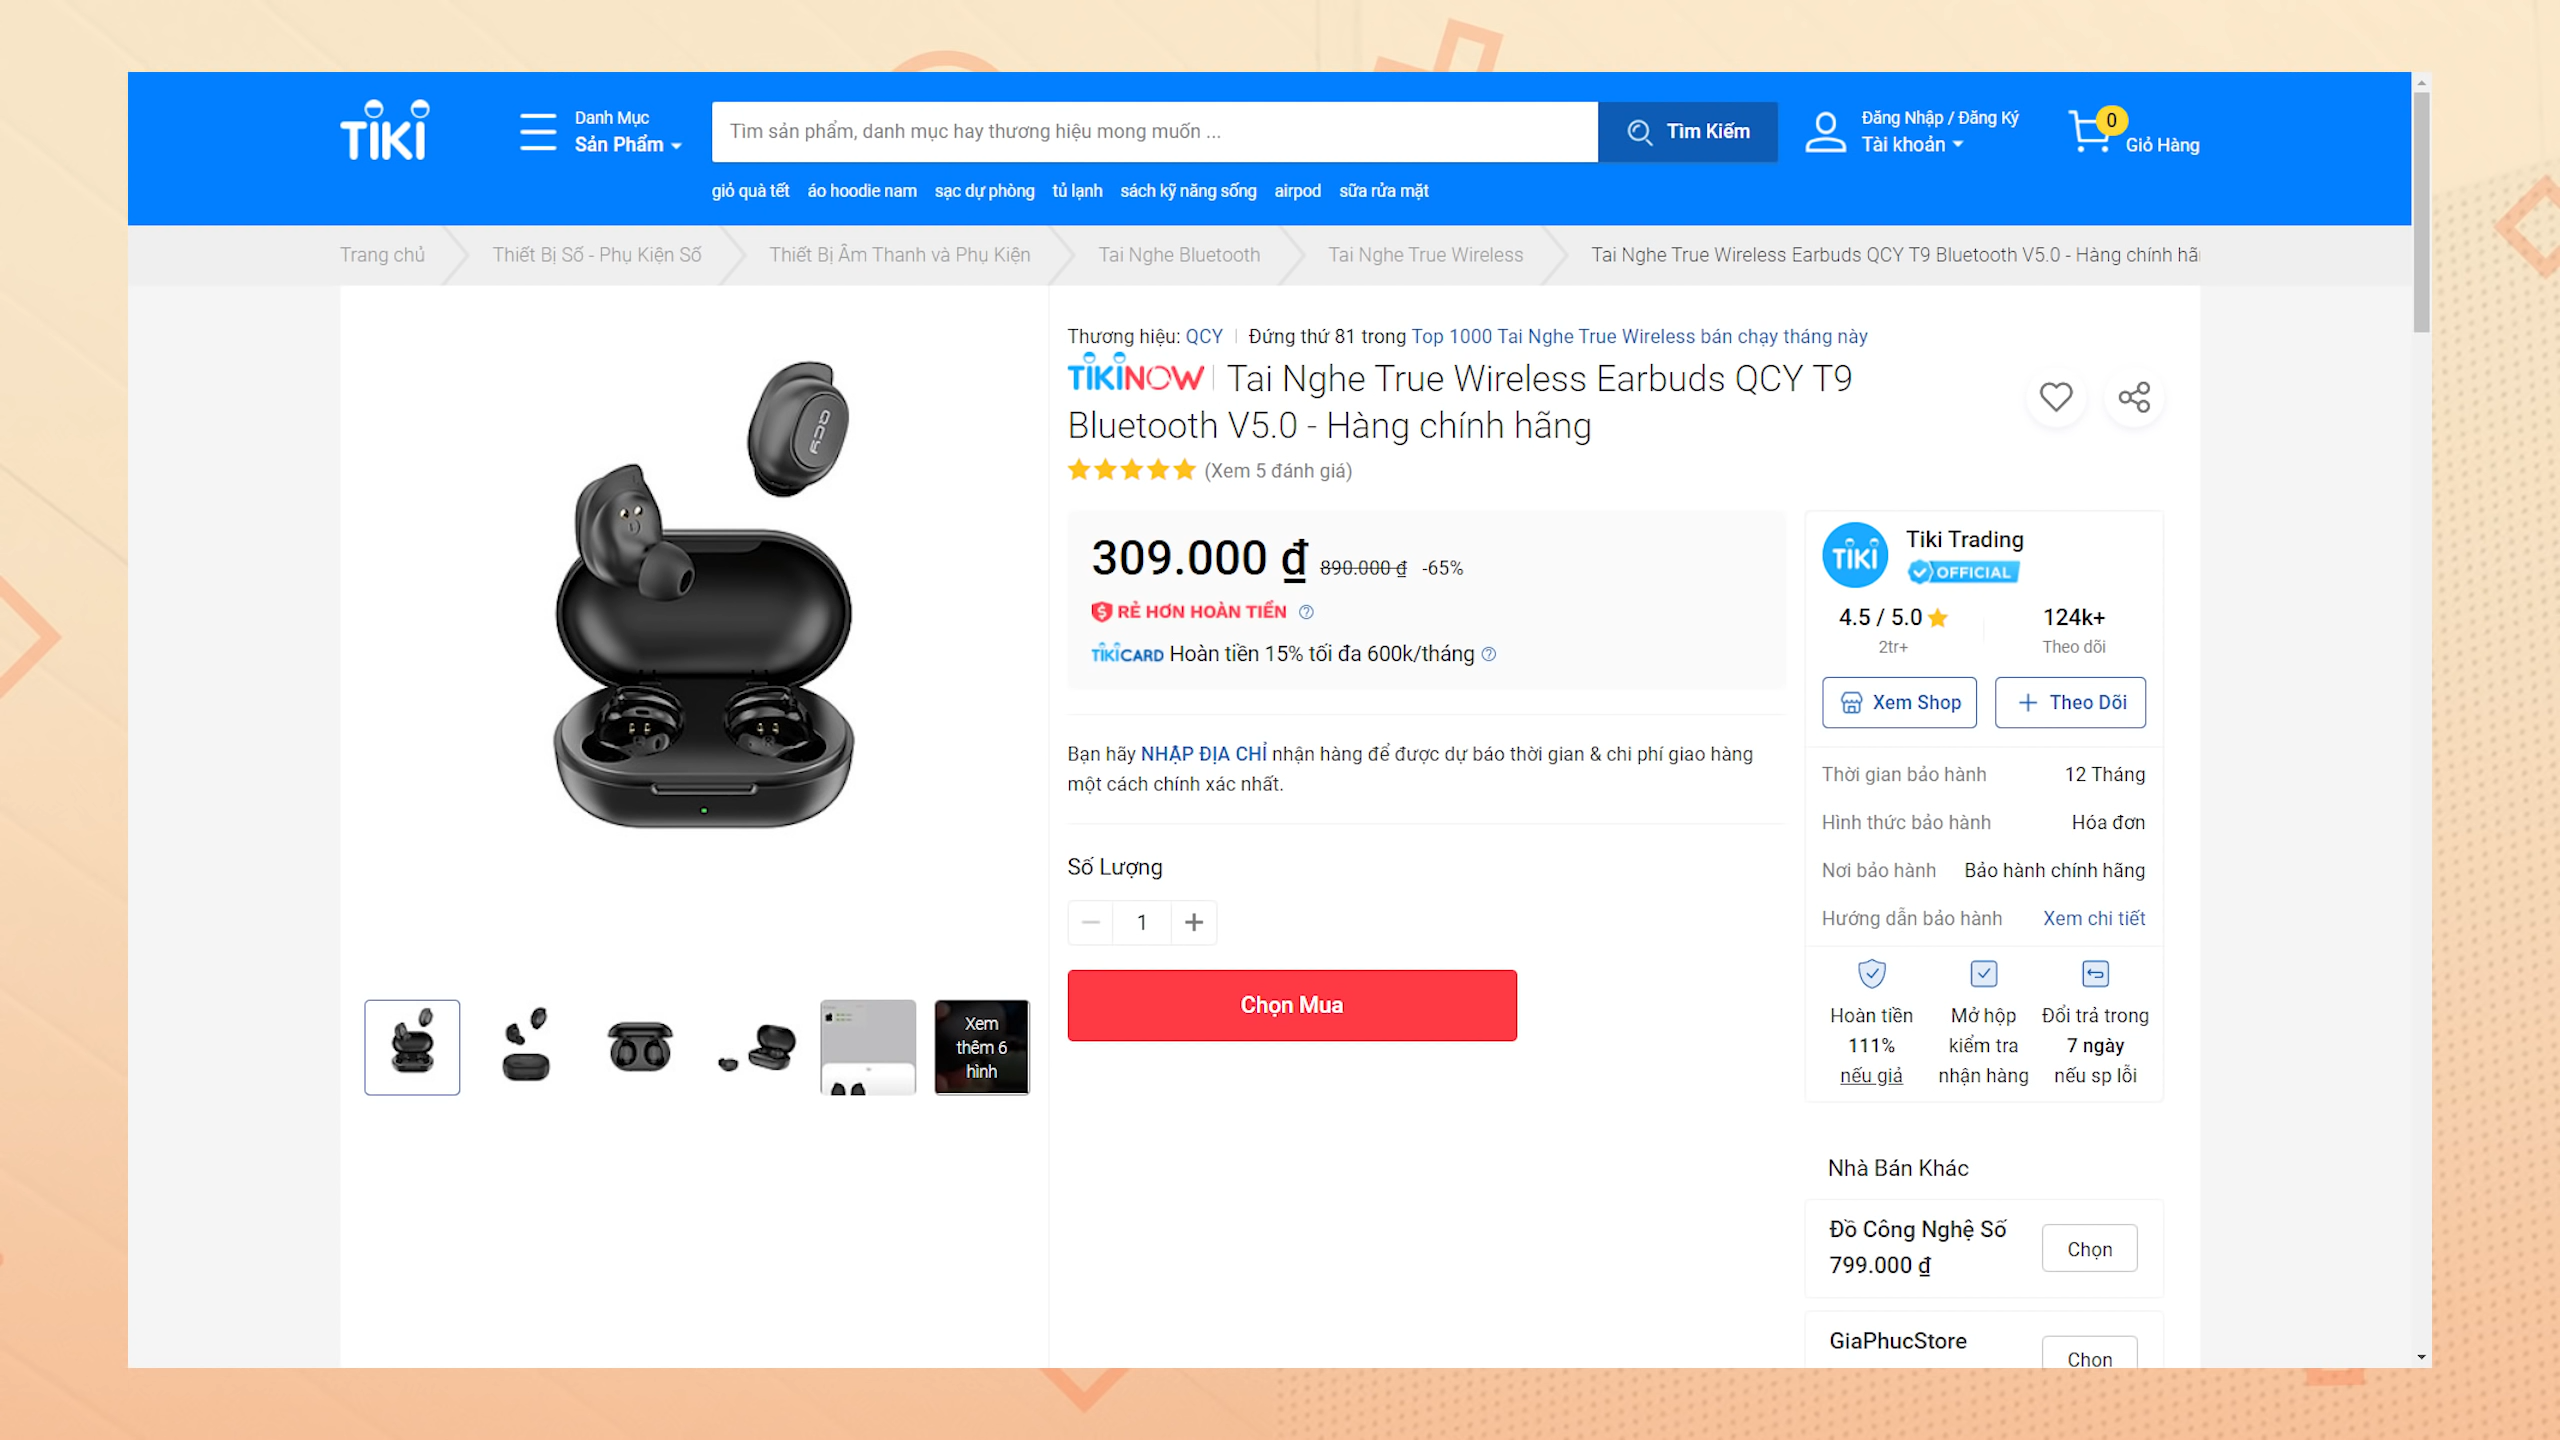 TIKI
Danh Mục
Sản Phẩm
Tìm sản phẩm, danh mục hay thương hiệu mong muốn ...
Tìm Kiếm
Đăng Nhập / Đăng Ký
Tài khoản
0
Giỏ Hàng
giỏ quà tết áo hoodie nam sạc dự phòng tủ lạnh sách kỹ năng sống airpod sữa rửa mặt
Trang chủ
Thiết Bị Số - Phụ Kiện Số
Thiết Bị Âm Thanh và Phụ Kiện
Tai Nghe Bluetooth
Tai Nghe True Wireless
Tai Nghe True Wireless Earbuds QCY T9 Bluetooth V5.0 - Hàng chính hã
QCY
Xem
thêm 6
hình
Thương hiệu: QCY Đứng thứ 81 trong Top 1000 Tai Nghe True Wireless bán chạy tháng này
TIKINOW Tai Nghe True Wireless Earbuds QCY T9
Bluetooth V5.0 - Hàng chính hãng
(Xem 5 đánh giá)
309.000 ₫ 890.000 ₫ -65%
RẺ HƠN HOÀN TIỀN
TIKICARD Hoàn tiền 15% tối đa 600k/tháng
Bạn hãy NHẬP ĐỊA CHỈ nhận hàng để được dự báo thời gian & chi phí giao hàng
một cách chính xác nhất.
Số Lượng
1
Chọn Mua
TIKI
Tiki Trading
OFFICIAL
4.5 / 5.0
2tr+
124k+
Theo dõi
Xem Shop
Theo Dõi
Thời gian bảo hành 12 Tháng
Hình thức bảo hành Hóa đơn
Nơi bảo hành Bảo hành chính hãng
Hướng dẫn bảo hành Xem chi tiết
Hoàn tiền
111%
nếu giả
Mở hộp
kiểm tra
nhận hàng
Đổi trả trong
7 ngày
nếu sp lỗi
Nhà Bán Khác
Đồ Công Nghệ Số
799.000 ₫
Chọn
GiaPhucStore
Chọn